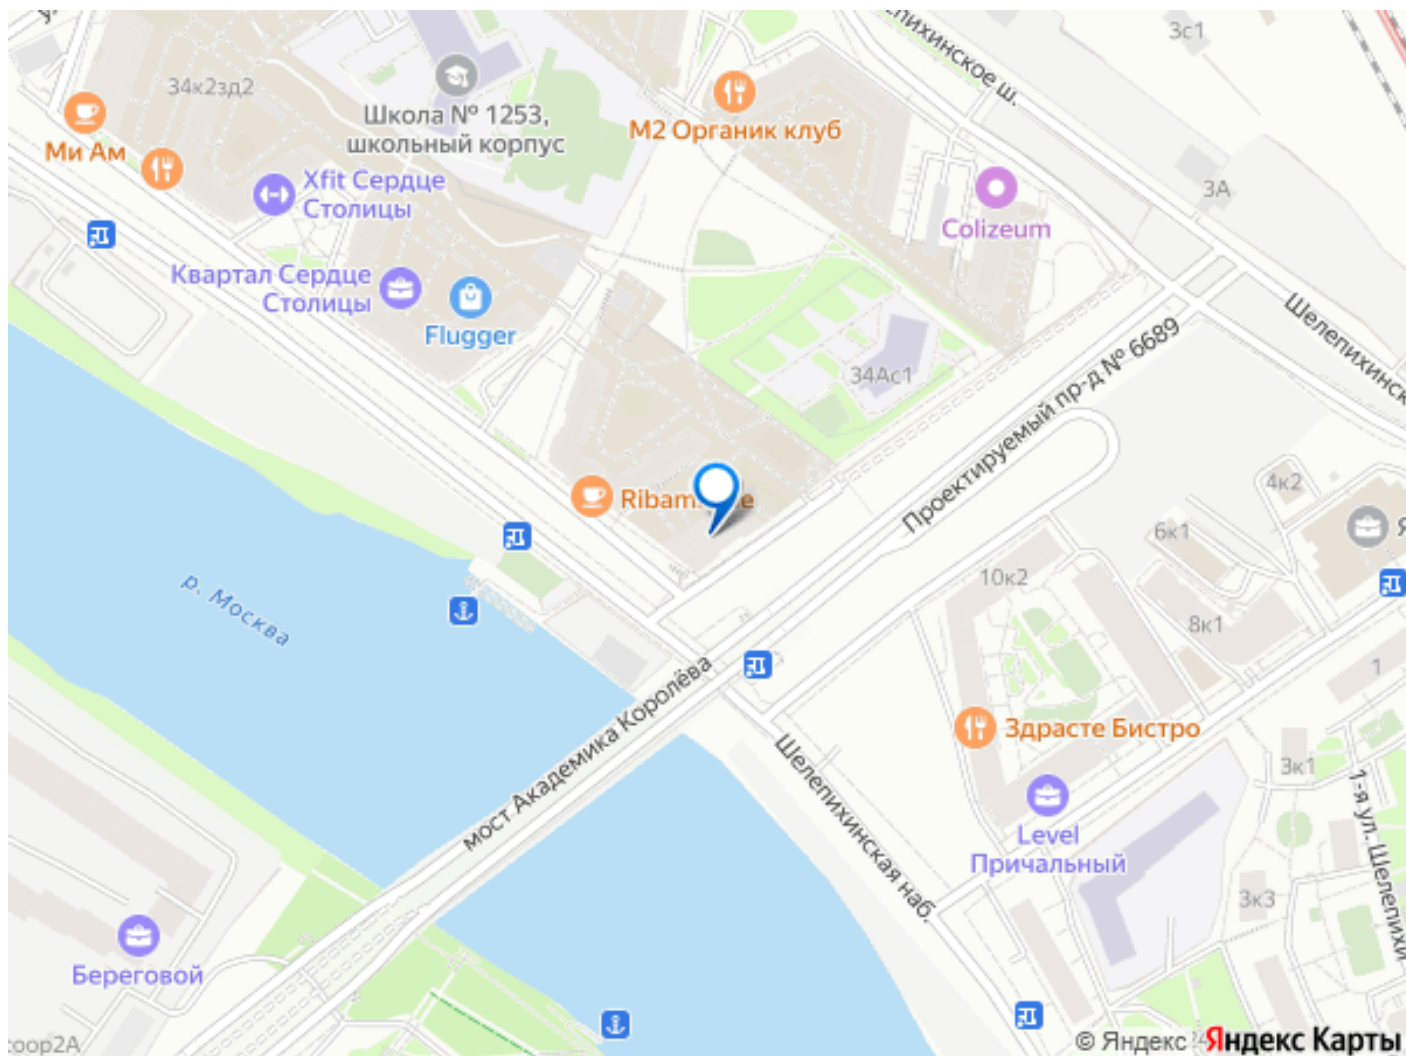 Шелепихинское ш.
3с1
34к2зд2
Школа № 1253,
школьный корпус
М2 Органик клуб
Ми Ам
Xfit Сердце
Столицы
3А
Colizeum
Квартал Сердце
Столицы
Flugger
Шелепихинск
Проектируемый пр-д № 6689
34Ас1
4к2
Я
6к1
10к2
8к1
р. Москва
мост Академика Королёва
1
Здрасте Бистро
3к1
Шелепихинская наб.
1-я ул. Шелепихи
Level
Причальный
3к3
Береговой
соор2А
© Яндекс Яндекс Карты